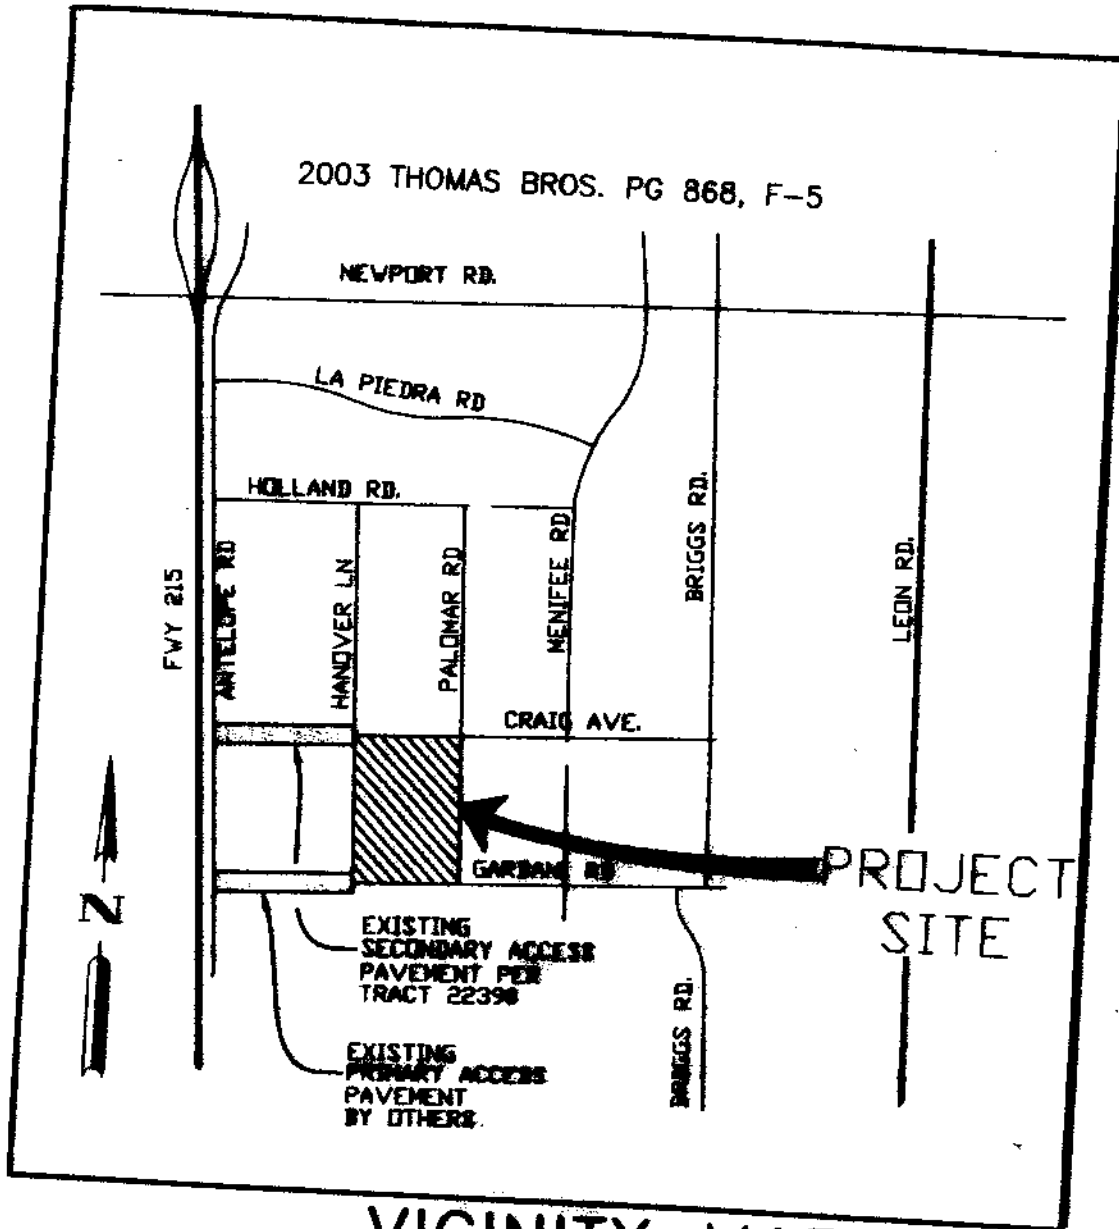 2003 THOMAS BROS. PG 868, F-5
NEWPORT RD.
LA PIEDRA RD
HOLLAND RD.
FWY 215
ANTELOPE RD
HANOVER LN
PALOMAR RD
MENIFEE RD
BRIGGS RD.
LEON RD.
CRAIG AVE.
GARBANI RD
PROJECT
SITE
N
EXISTING
SECONDARY ACCESS
PAVEMENT PER
TRACT 22398
BRIGGS RD.
EXISTING
PRIMARY ACCESS
PAVEMENT
BY OTHERS.
VICINITY MAP